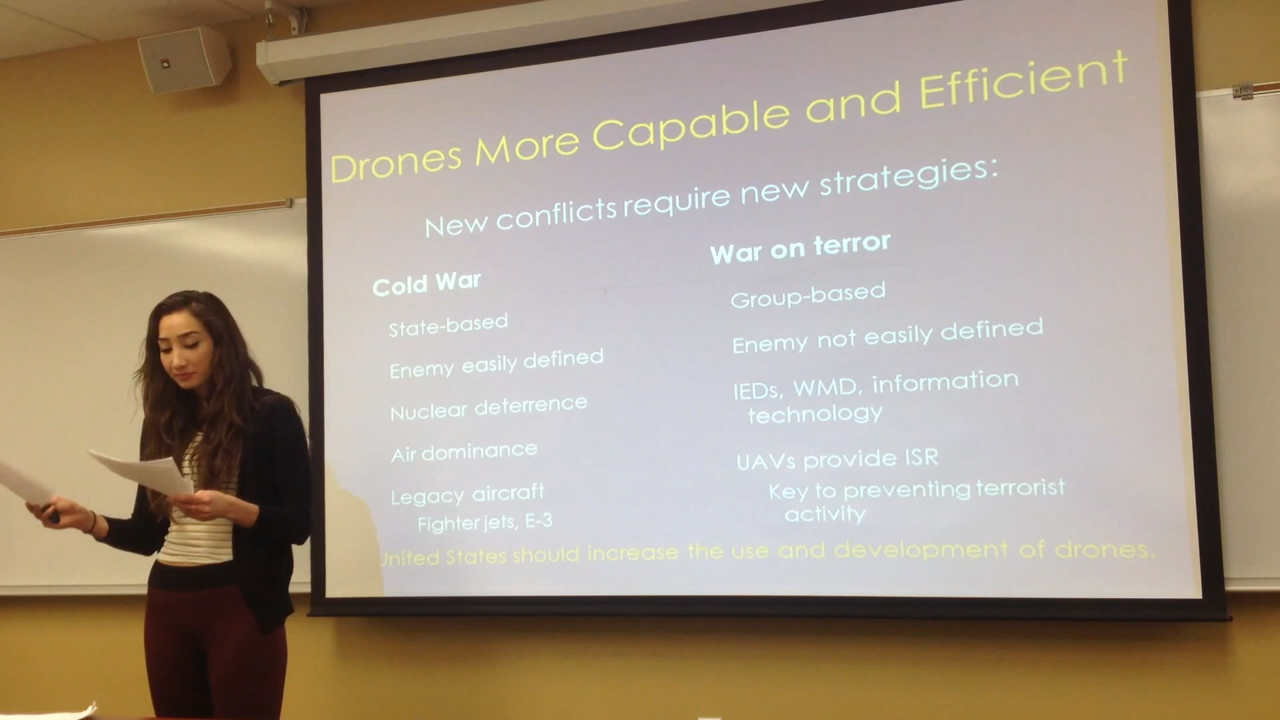 Drones More Capable and Efficient
New conflicts require new strategies:
Cold War
State-based
Enemy easily defined
Nuclear deterrence
Air dominance
Legacy aircraft
Fighter jets, E-3
War on terror
Group-based
Enemy not easily defined
IEDs, WMD, information
technology
UAVs provide ISR
Key to preventing terrorist
activity
United States should increase the use and development of drones.